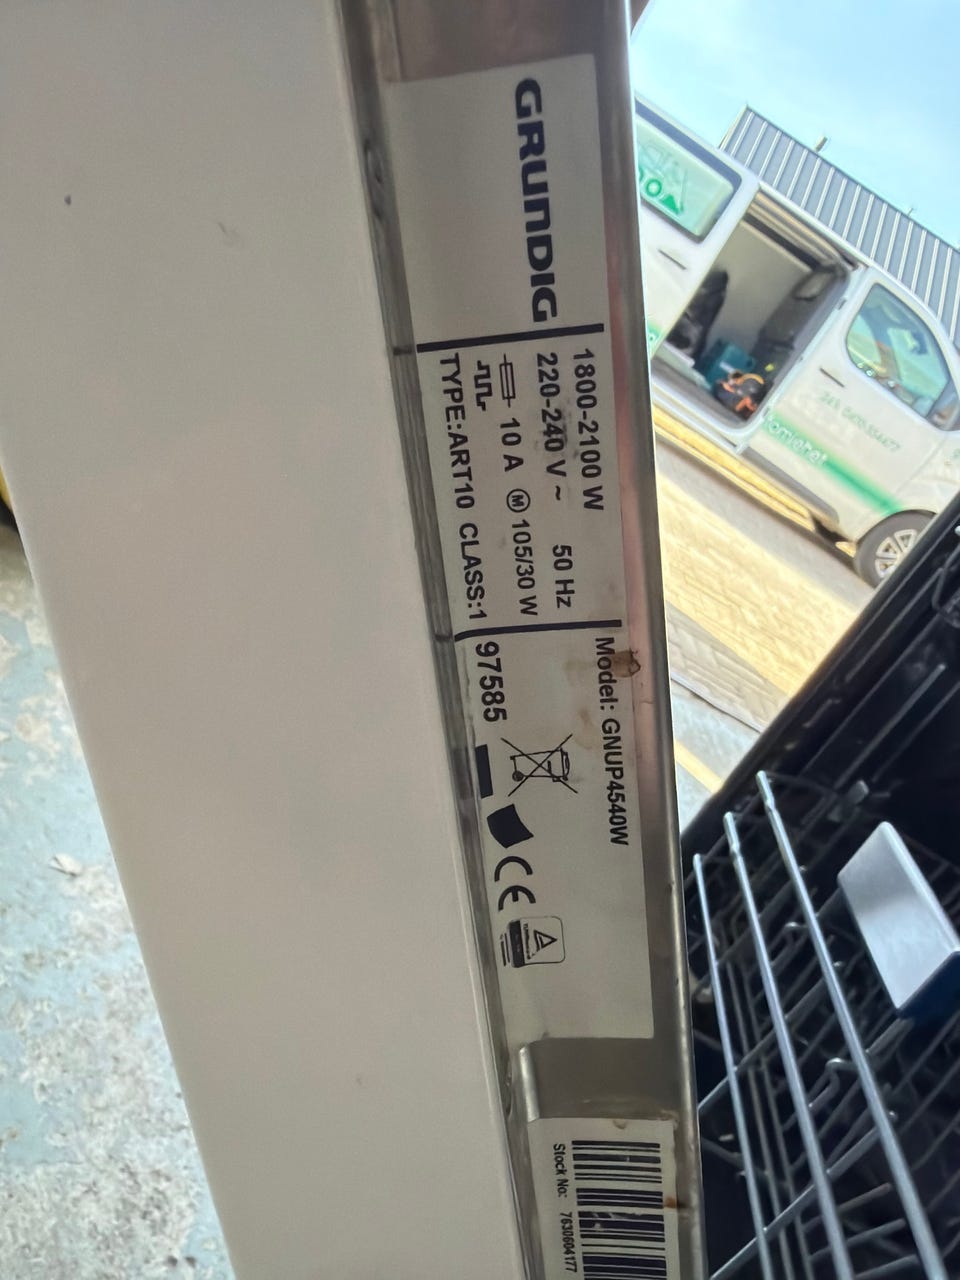 GRUNDIG
1800-2100 W
220-240 V ~ 50 Hz
10 A M 105/30 W
TYPE:ART10 CLASS:1
Model: GNUP4540W
97585
CE
Stock No: 7630604177